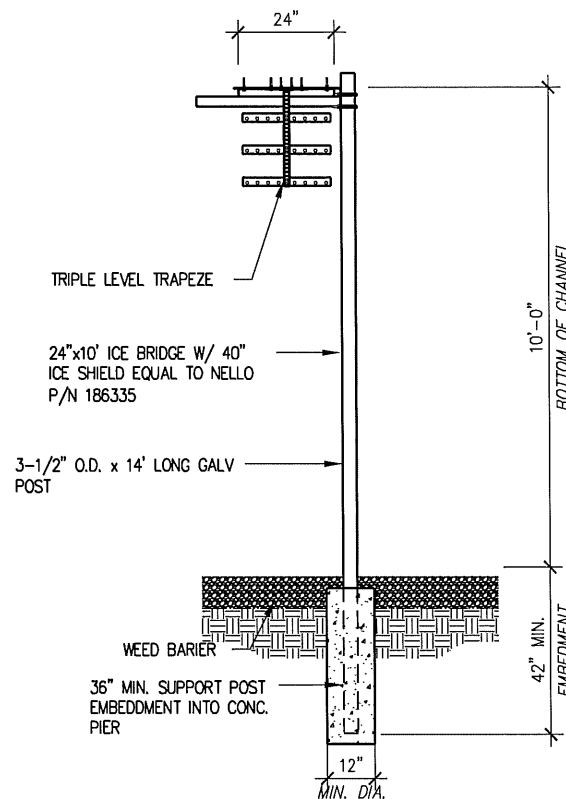 24"
TRIPLE LEVEL TRAPEZE
24"x10' ICE BRIDGE W/ 40"
ICE SHIELD EQUAL TO NELLO
P/N 186335
3-1/2" O.D. x 14' LONG GALV
POST
10'-0"
BOTTOM OF CHANNEL
WEED BARIER
36" MIN. SUPPORT POST
EMBEDDMENT INTO CONC.
PIER
42" MIN.
EMBEDMENT
12"
MIN. DIA.